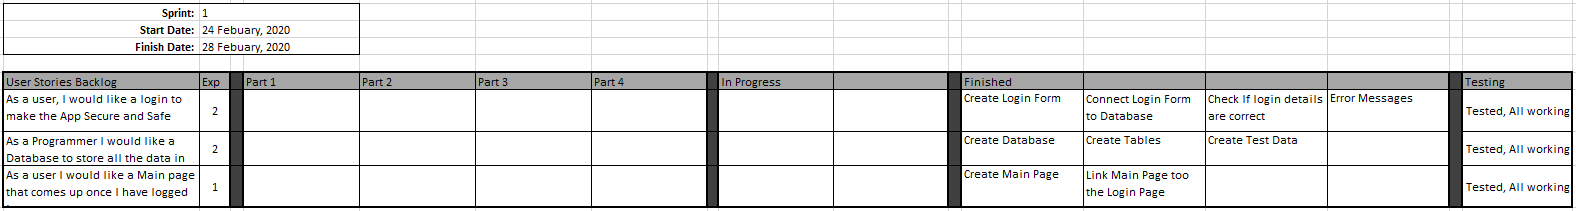 Sprint: 1
Start Date: 24 Febuary, 2020
Finish Date: 28 Febuary, 2020
User Stories Backlog Exp Part 1 Part 2 Part 3 Part 4 In Progress Finished Testing
As a user, I would like a login to
make the App Secure and Safe
2
Create Login Form
Connect Login Form
to Database
Check If login details
are correct
Error Messages
Tested, All working
As a Programmer I would like a
Database to store all the data in
2
Create Database
Create Tables
Create Test Data
Tested, All working
As a user I would like a Main page
that comes up once I have logged
1
Create Main Page
Link Main Page too
the Login Page
Tested, All working